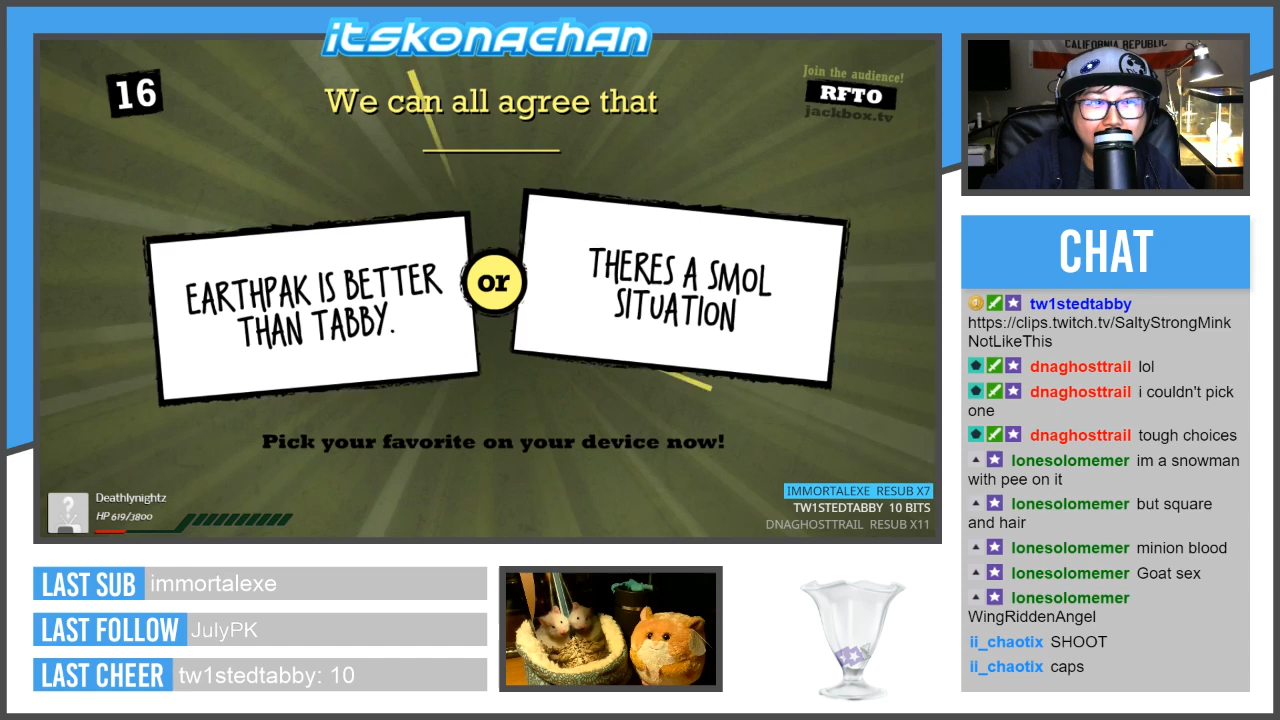 itskonachan
16
We can all agree that
Join the audience!
RFTO
jackbox.tv
EARTHPAK IS BETTER
THAN TABBY.
or
THERES A SMOL
SITUATION
Pick your favorite on your device now!
Deathlynightz
HP 619/3800
IMMORTALEXE RESUB X7
TW1STEDTABBY 10 BITS
DNAGHOSTTRAIL RESUB X11
LAST SUB immortalexe
LAST FOLLOW JulyPK
LAST CHEER tw1stedtabby: 10
CALIFORNIA REPUBLIC
CHAT
tw1stedtabby
https://clips.twitch.tv/SaltyStrongMink
NotLikeThis
dnaghosttrail lol
dnaghosttrail i couldn't pick
one
dnaghosttrail tough choices
lonesolomemer im a snowman
with pee on it
lonesolomemer but square
and hair
lonesolomemer minion blood
lonesolomemer Goat sex
lonesolomemer
WingRiddenAngel
ii_chaotix SHOOT
ii_chaotix caps